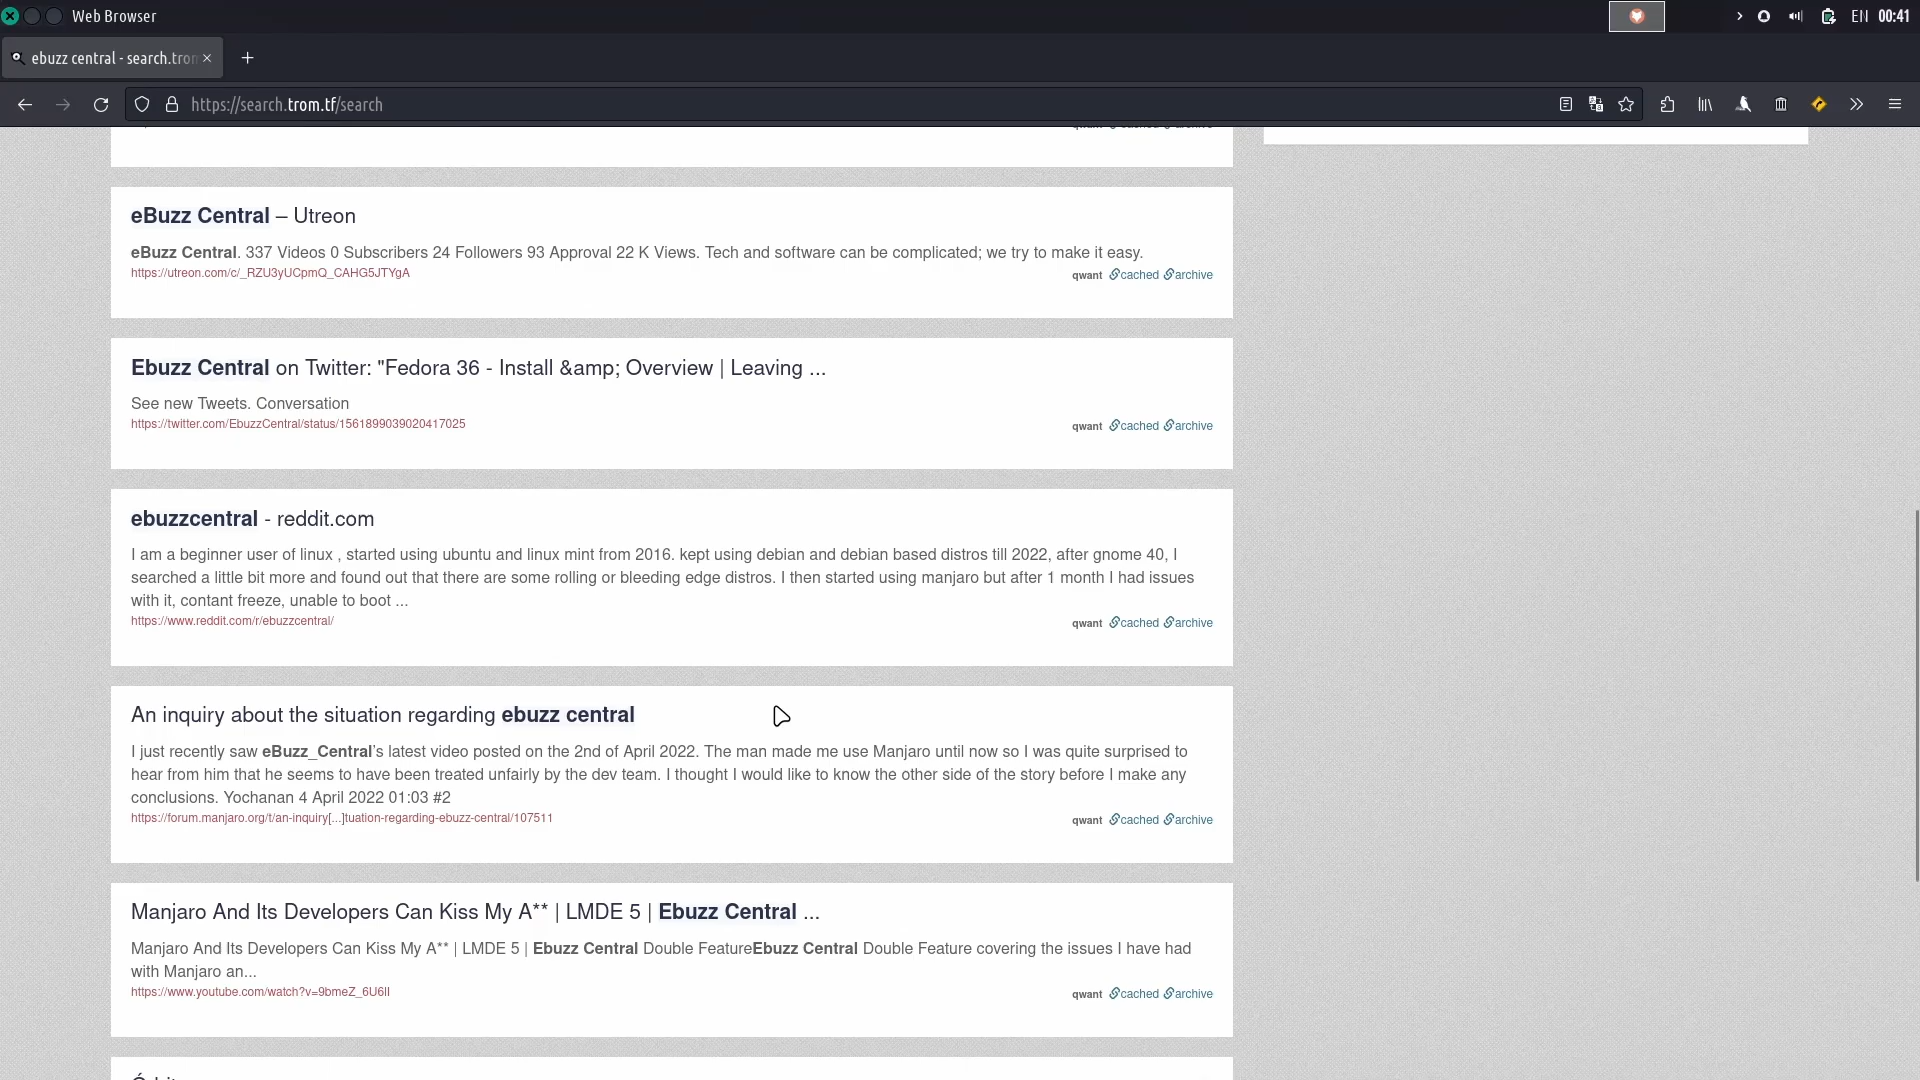 Web Browser
EN 00:41
ebuzz central - search.tron
https://search.trom.tf/search
eBuzz Central – Utreon
eBuzz Central. 337 Videos 0 Subscribers 24 Followers 93 Approval 22 K Views. Tech and software can be complicated; we try to make it easy.
https://utreon.com/c/_RZU3yUCpmQ_CAHG5JTYgA
qwant cached archive
Ebuzz Central on Twitter: "Fedora 36 - Install &amp; Overview | Leaving ...
See new Tweets. Conversation
https://twitter.com/EbuzzCentral/status/1561899039020417025
qwant cached archive
ebuzzcentral - reddit.com
I am a beginner user of linux , started using ubuntu and linux mint from 2016. kept using debian and debian based distros till 2022, after gnome 40, I
searched a little bit more and found out that there are some rolling or bleeding edge distros. I then started using manjaro but after 1 month I had issues
with it, contant freeze, unable to boot ...
https://www.reddit.com/r/ebuzzcentral/
qwant cached archive
An inquiry about the situation regarding ebuzz central
I just recently saw eBuzz_Central's latest video posted on the 2nd of April 2022. The man made me use Manjaro until now so I was quite surprised to
hear from him that he seems to have been treated unfairly by the dev team. I thought I would like to know the other side of the story before I make any
conclusions. Yochanan 4 April 2022 01:03 #2
https://forum.manjaro.org/t/an-inquiry[...]tuation-regarding-ebuzz-central/107511
qwant cached archive
Manjaro And Its Developers Can Kiss My A** | LMDE 5 | Ebuzz Central ...
Manjaro And Its Developers Can Kiss My A** | LMDE 5 | Ebuzz Central Double FeatureEbuzz Central Double Feature covering the issues I have had
with Manjaro an...
https://www.youtube.com/watch?v=9bmeZ_6U6lI
qwant cached archive